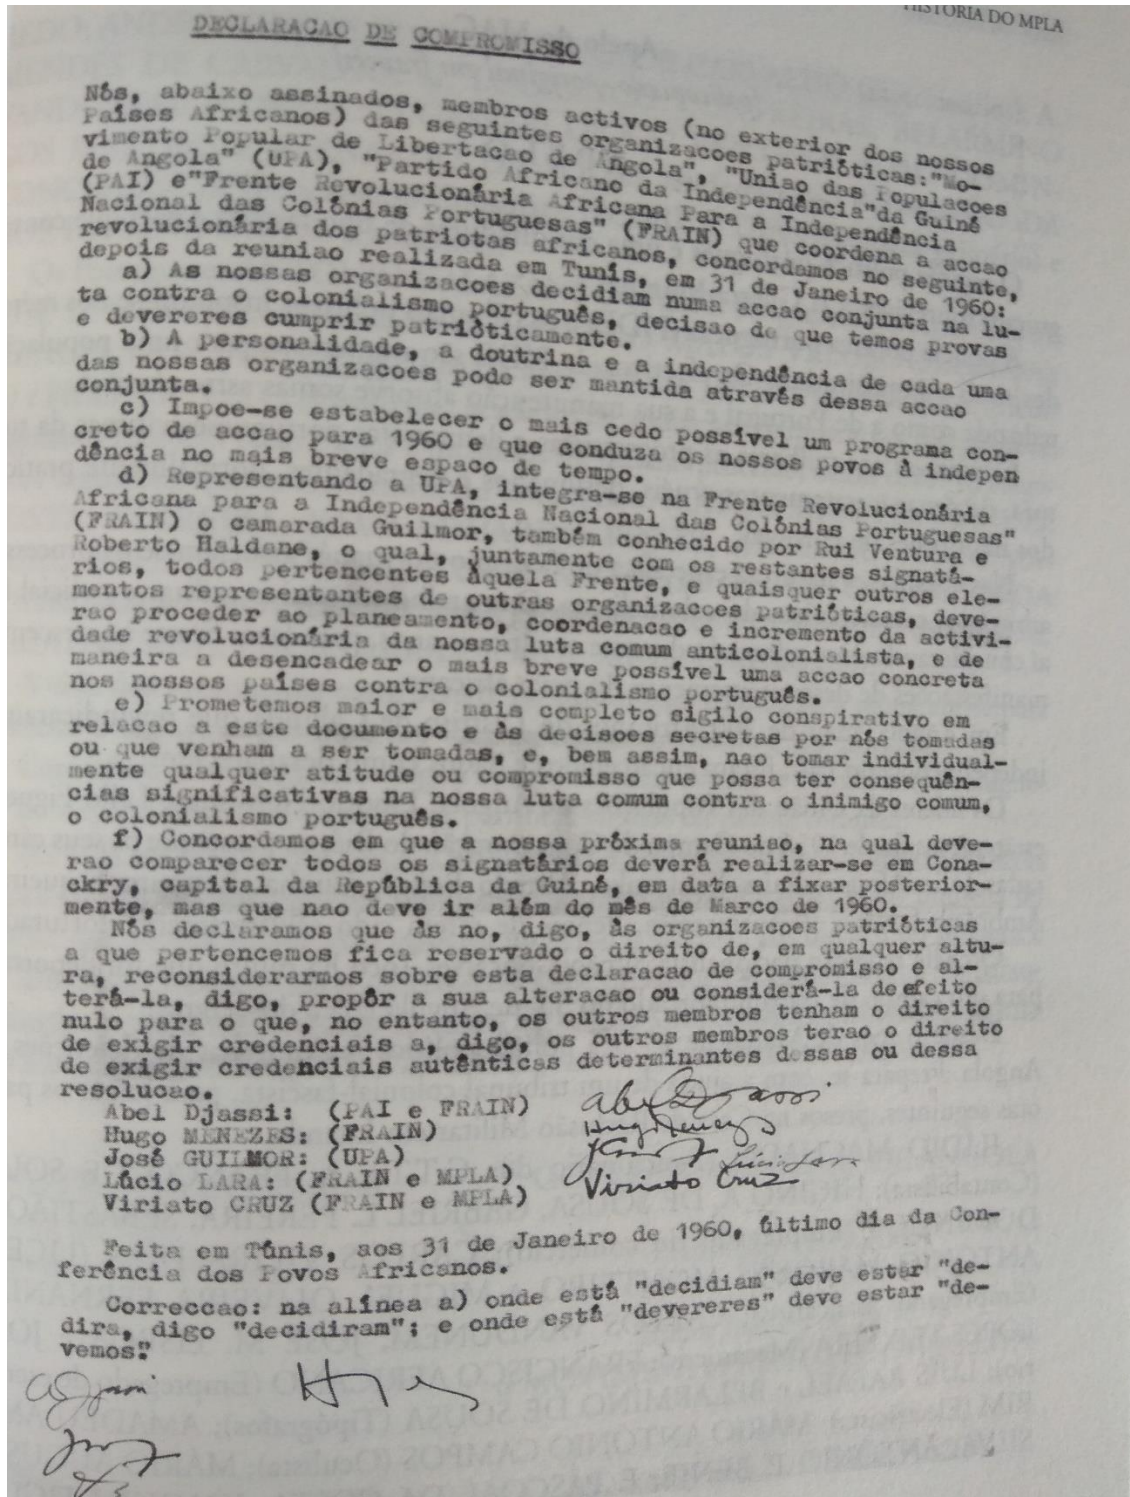 HISTÓRIA DO MPLA
DECLARACAO DE COMPROMISSO
Nós, abaixo assinados, membros activos (no exterior dos nossos
Países Africanos) das seguintes organizacoes patrióticas:"Mo-
vimento Popular de Libertacao de Angola", "Uniao das Populacoes
de Angola" (UPA), "Partido Africano da Independência"da Guiné
(PAI) e"Frente Revolucionária Africana Para a Independência
Nacional das Colónias Portuguesas" (FRAIN) que coordena a accao
revolucionária dos patriotas africanos, concordamos no seguinte,
depois da reuniao realizada em Tunis, em 31 de Janeiro de 1960:
a) As nossas organizacoes decidiam numa accao conjunta na lu-
ta contra o colonialismo português, decisao de que temos provas
e devereres cumprir patriòticamente.
b) A personalidade, a doutrina e a independência de cada uma
das nossas organizacoes pode ser mantida através dessa accao
conjunta.
c) Impoe-se estabelecer o mais cedo possível um programa con-
creto de accao para 1960 e que conduza os nossos povos à indepen
dência no mais breve espaco de tempo.
d) Representando a UPA, integra-se na Frente Revolucionária
Africana para a Independência Nacional das Colónias Portuguesas"
(FRAIN) o camarada Guilmor, também conhecido por Rui Ventura e
Roberto Haldane, o qual, juntamente com os restantes signatá-
rios, todos pertencentes àquela Frente, e quaisquer outros ele-
mentos representantes de outras organizacoes patrióticas, deve-
rao proceder ao planeamento, coordenacao e incremento da activi-
dade revolucionária da nossa luta comum anticolonialista, e de
maneira a desencadear o mais breve possível uma accao concreta
nos nossos países contra o colonialismo português.
e) Prometemos maior e mais completo sigilo conspirativo em
relacao a este documento e às decisoes secretas por nós tomadas
ou que venham a ser tomadas, e, bem assim, nao tomar individual-
mente qualquer atitude ou compromisso que possa ter consequên-
cias significativas na nossa luta comum contra o inimigo comum,
o colonialismo português.
f) Concordamos em que a nossa próxima reuniso, na qual deve-
rao comparecer todos os signatários deverá realizar-se em Cona-
ckry, capital da República da Guiné, em data a fixar posterior-
mente, mas que nao deve ir além do mês de Marco de 1960.
Nós declaramos que às no, digo, às organizacoes patrióticas
a que pertencemos fica reservado o direito de, em qualquer altu-
ra, reconsiderarmos sobre esta declaracao de compromisso e al-
terá-la, digo, propôr a sua alteracao ou considerá-la de efeito
nulo para o que, no entanto, os outros membros tenham o direito
de exigir credenciais a, digo, os outros membros terao o direito
de exigir credenciais autênticas determinantes dessas ou dessa
resolucao.
Abel Djassi: (PAI e FRAIN) Abel Djassi
Hugo MENEZES: (FRAIN) Hugo Menezes
José GUILMOR: (UPA)
Lúcio LARA: (FRAIN e MPLA) Lúcio Lara
Viriato CRUZ (FRAIN e MPLA) Viriato Cruz
Feita em Túnis, aos 31 de Janeiro de 1960, último dia da Con-
ferência dos Povos Africanos.
Correccao: na alínea a) onde está "decidiam" deve estar "de-
dira, digo "decidiram"; e onde está "devereres" deve estar "de-
vemos."